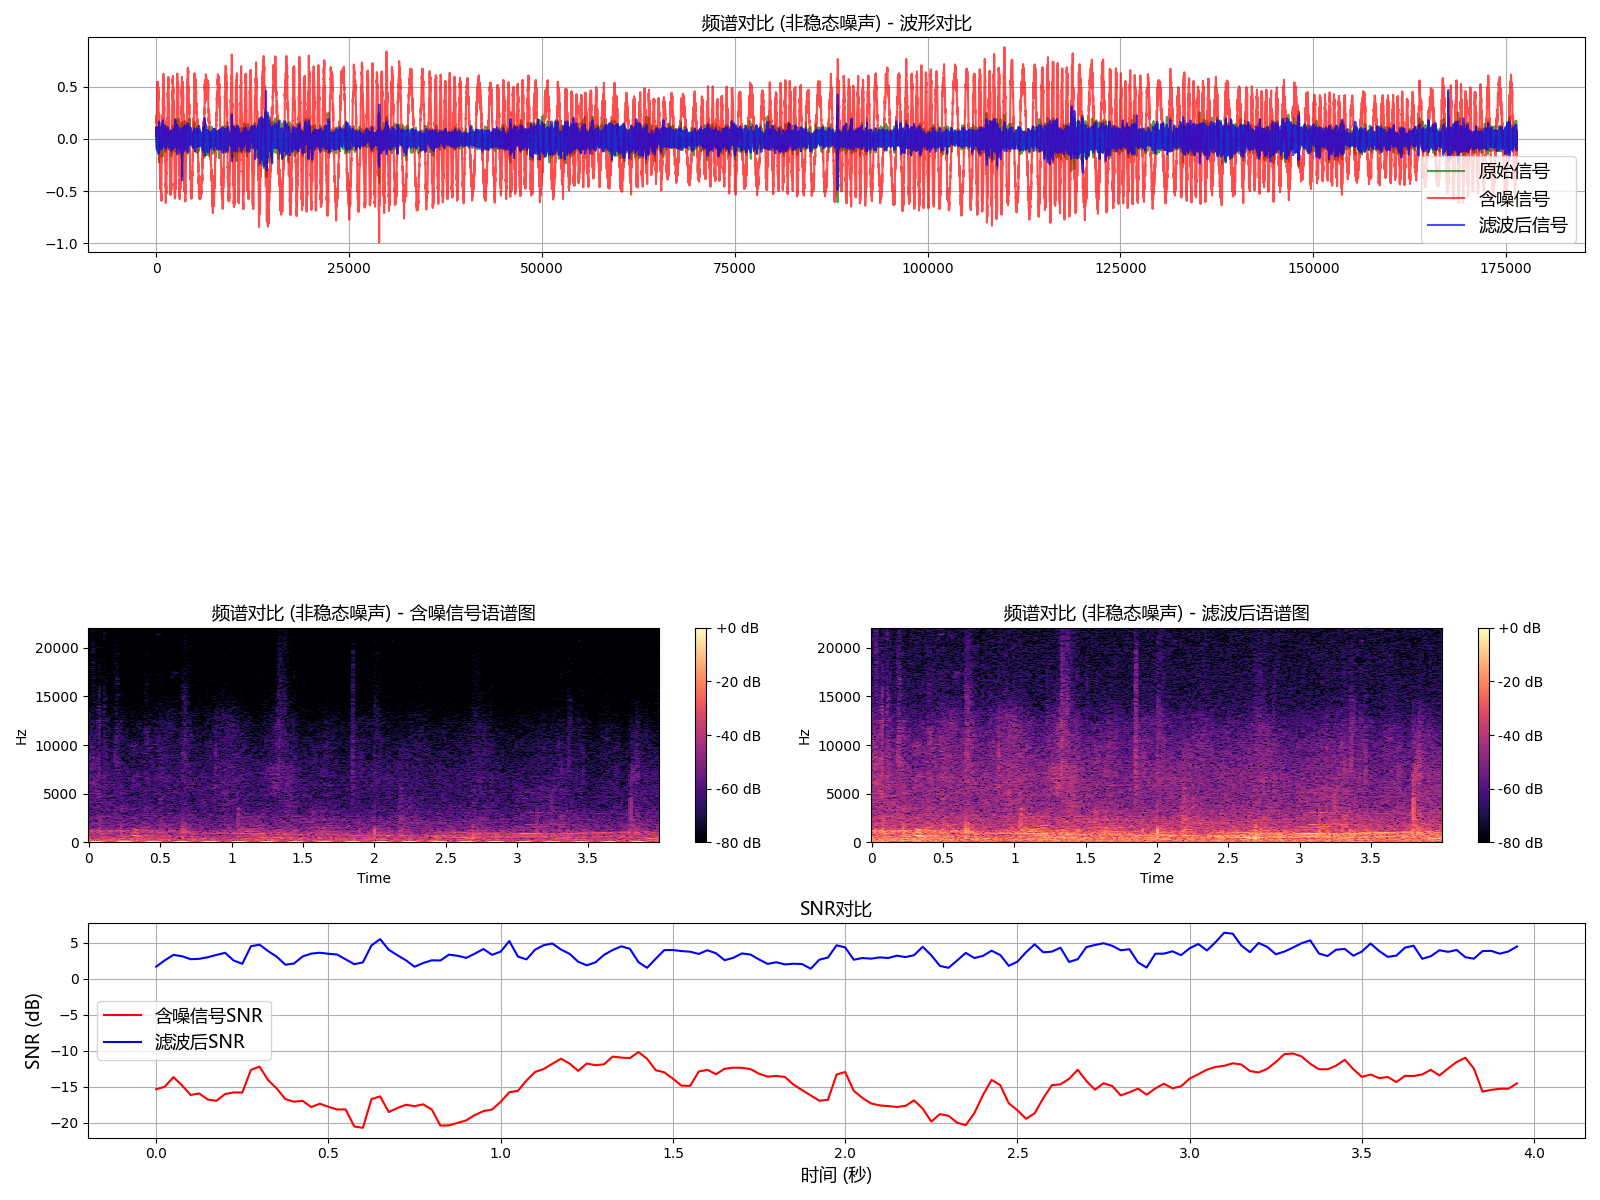 频谱对比 (非稳态噪声) - 波形对比
0.5
0.0
−0.5
−1.0
0 25000 50000 75000 100000 125000 150000 175000
原始信号
含噪信号
滤波后信号
频谱对比 (非稳态噪声) - 含噪信号语谱图
Hz
20000
15000
10000
5000
0
0 0.5 1 1.5 2 2.5 3 3.5
Time
+0 dB
-20 dB
-40 dB
-60 dB
-80 dB
频谱对比 (非稳态噪声) - 滤波后语谱图
Hz
20000
15000
10000
5000
0
0 0.5 1 1.5 2 2.5 3 3.5
Time
+0 dB
-20 dB
-40 dB
-60 dB
-80 dB
SNR对比
SNR (dB)
5
0
−5
−10
−15
−20
含噪信号SNR
滤波后SNR
0.0 0.5 1.0 1.5 2.0 2.5 3.0 3.5 4.0
时间 (秒)